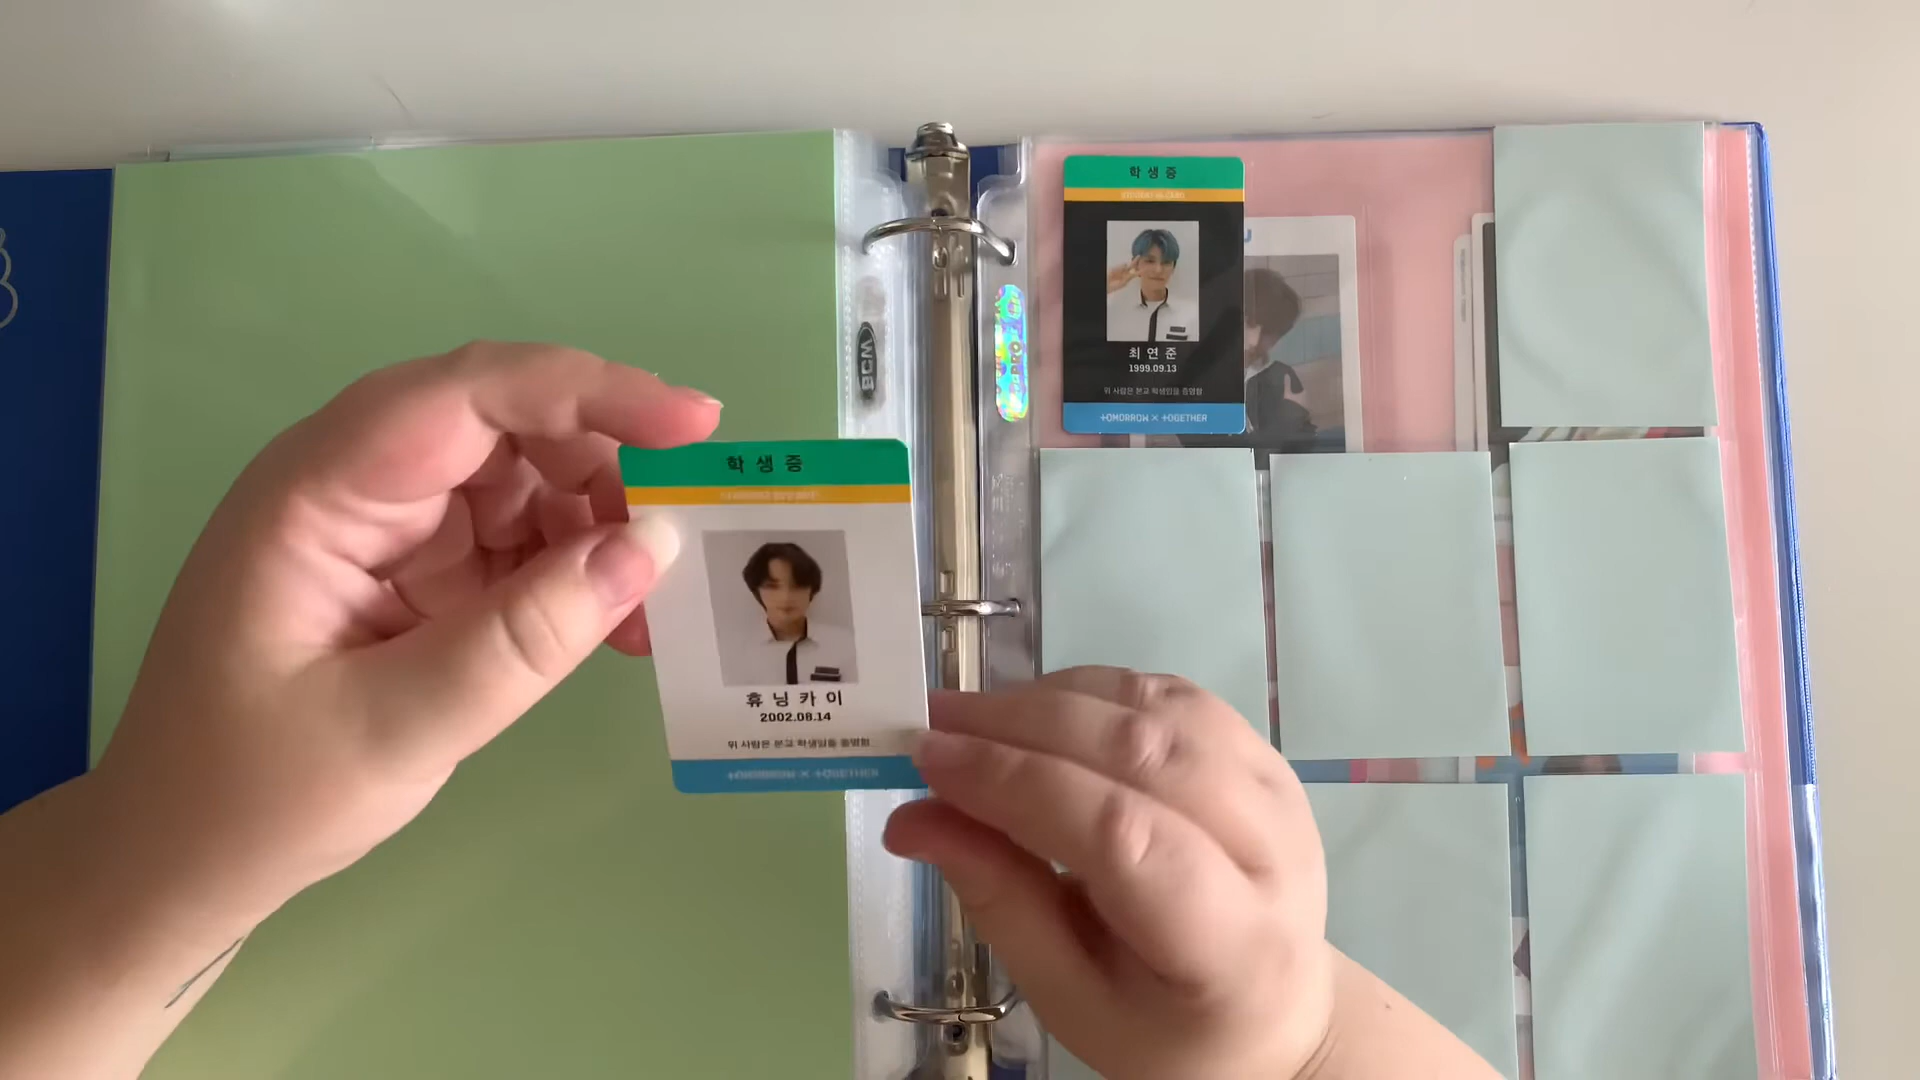 학생증
최연준
1999.09.13
위 사람은 본교 학생임을 증명함
TOMORROW X TOGETHER
BCW
학생증
휴닝카이
2002.08.14
위 사람은 본교 학생임을 증명함
TOMORROW X TOGETHER